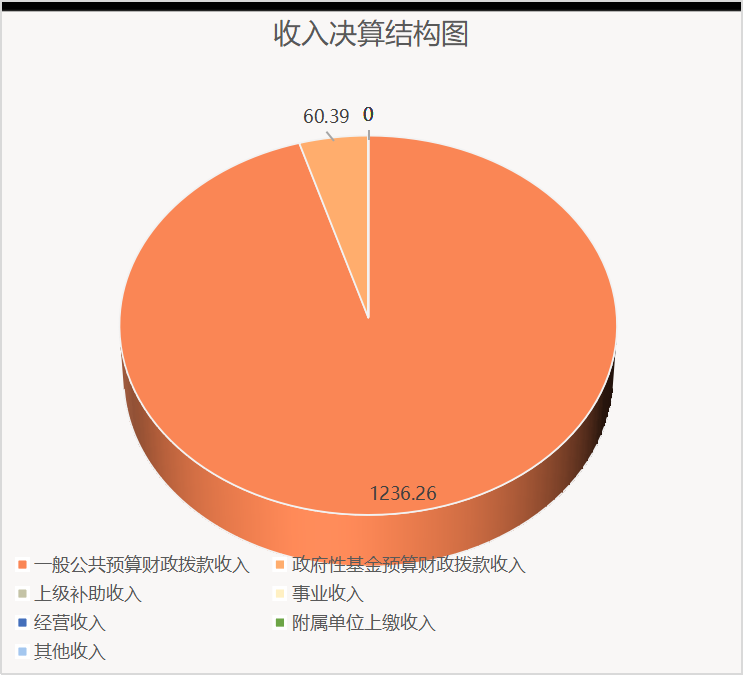 收入决算结构图
60.39
0
1236.26
一般公共预算财政拨款收入
政府性基金预算财政拨款收入
上级补助收入
事业收入
经营收入
附属单位上缴收入
其他收入